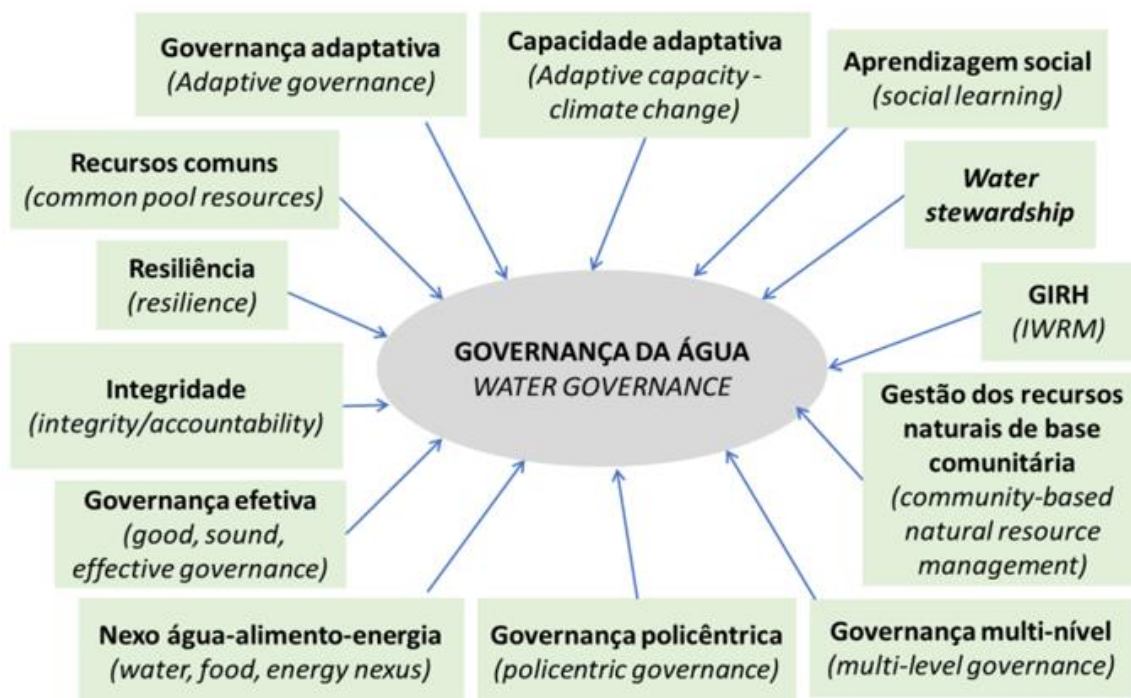 Governança adaptativa
(Adaptive governance)
Capacidade adaptativa
(Adaptive capacity -
climate change)
Aprendizagem social
(social learning)
Recursos comuns
(common pool resources)
Water
stewardship
Resiliência
(resilience)
GIRH
(IWRM)
GOVERNANÇA DA ÁGUA
WATER GOVERNANCE
Integridade
(integrity/accountability)
Gestão dos recursos
naturais de base
comunitária
(community-based
natural resource
management)
Governança efetiva
(good, sound,
effective governance)
Nexo água-alimento-energia
(water, food, energy nexus)
Governança policêntrica
(policentric governance)
Governança multi-nível
(multi-level governance)